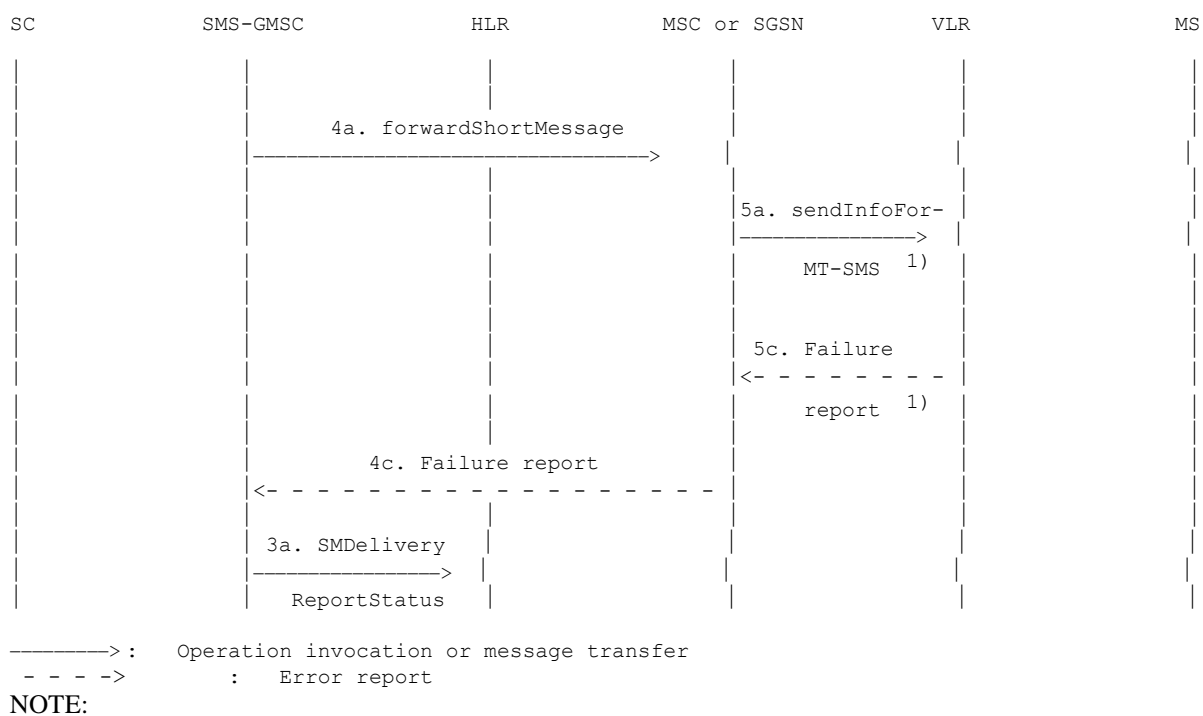 SC SMS-GMSC HLR MSC or SGSN VLR MS
4a. forwardShortMessage
5a. sendInfoFor-
MT-SMS 1)
5c. Failure
report 1)
4c. Failure report
3a. SMDelivery
ReportStatus
: Operation invocation or message transfer
: Error report
NOTE: